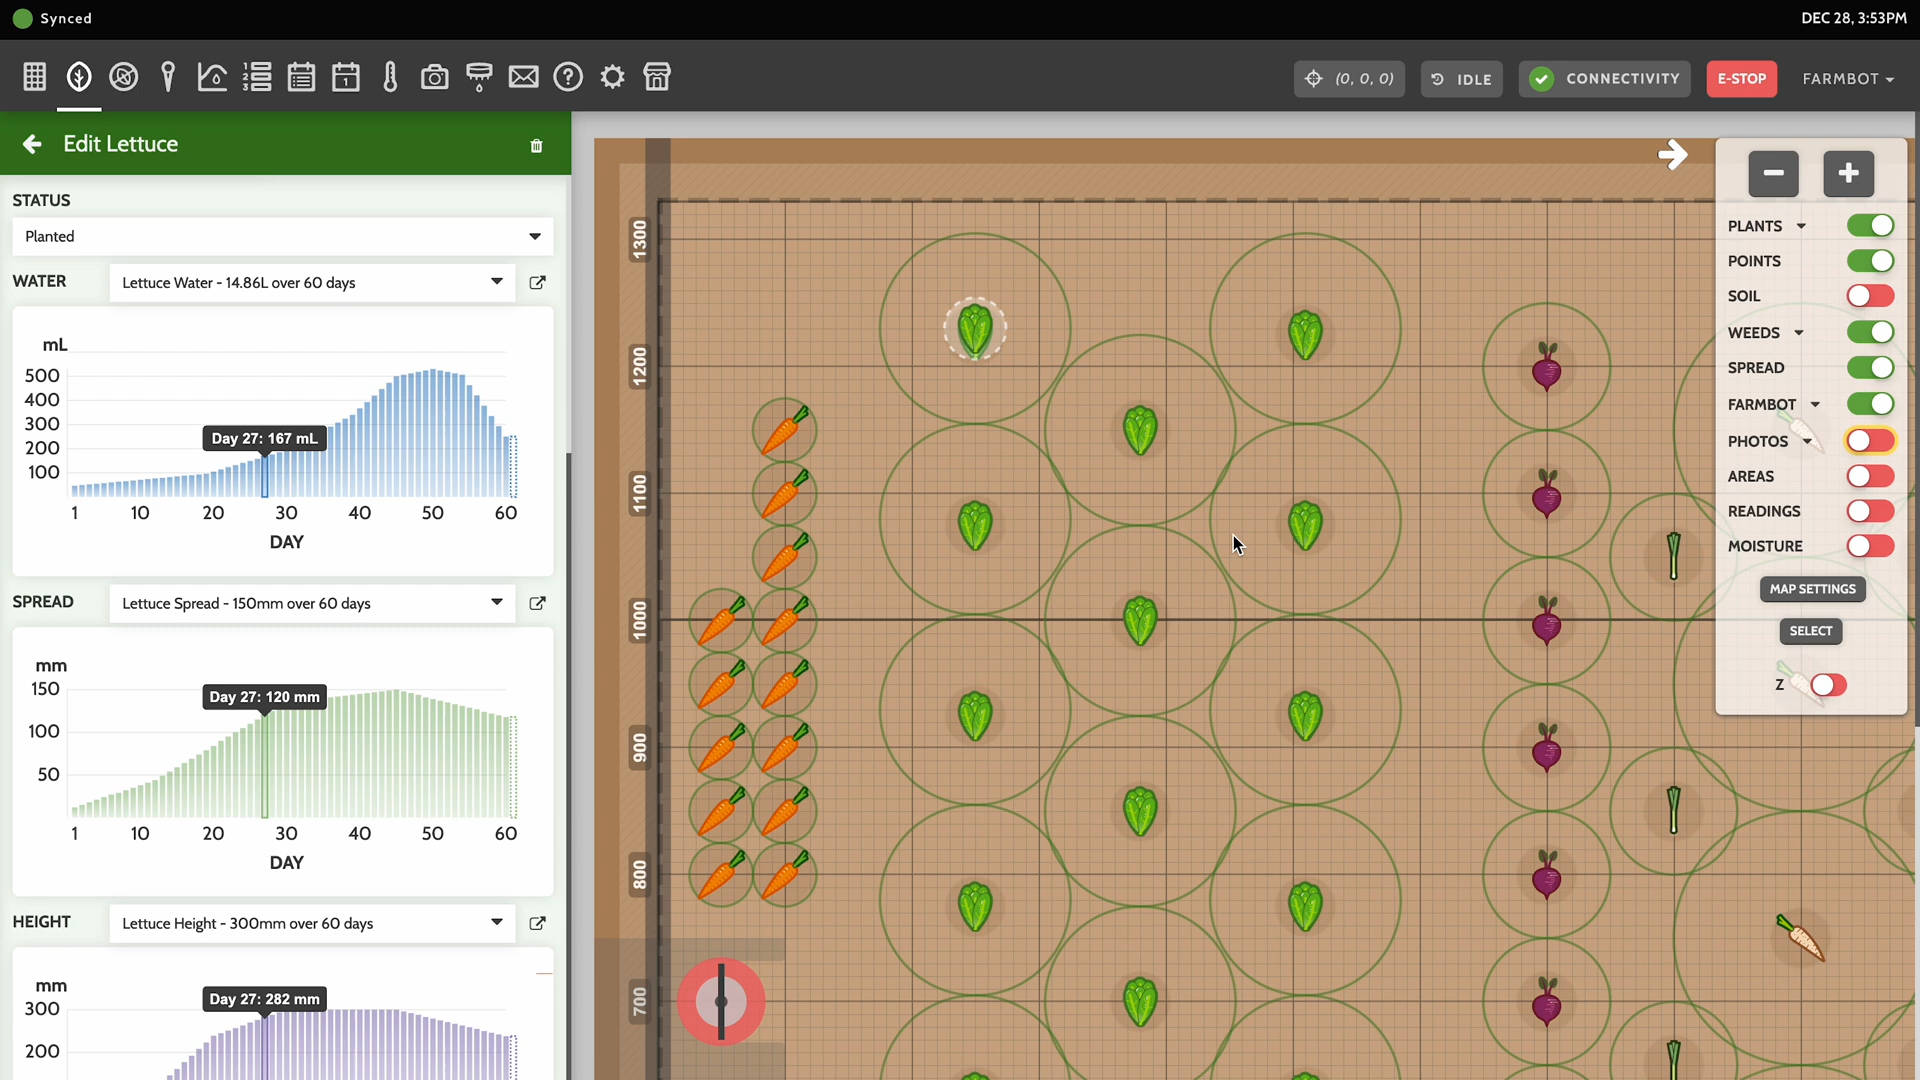 Synced
DEC 28, 3:53PM
1
2
3
1
?
(0, 0, 0)
IDLE
CONNECTIVITY
E-STOP
FARMBOT
Edit Lettuce
STATUS
Planted
WATER
Lettuce Water - 14.86L over 60 days
mL
500
400
300
200
100
Day 27: 167 mL
1 10 20 30 40 50 60
DAY
SPREAD
Lettuce Spread - 150mm over 60 days
mm
150
100
50
Day 27: 120 mm
1 10 20 30 40 50 60
DAY
HEIGHT
Lettuce Height - 300mm over 60 days
mm
300
200
Day 27: 282 mm
1300
1200
1100
1000
900
800
700
PLANTS
POINTS
SOIL
WEEDS
SPREAD
FARMBOT
PHOTOS
AREAS
READINGS
MOISTURE
MAP SETTINGS
SELECT
Z